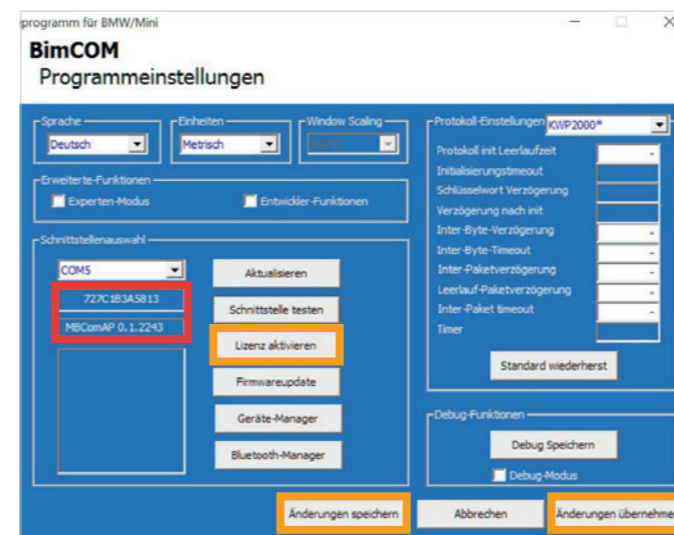 programm für BMW/Mini
BimCOM
Programmeinstellungen
Sprache
Deutsch
Einheiten
Metrisch
Window Scaling
Protokoll-Einstellungen
KWP2000*
Protokoll init Leerlaufzeit
Initialisierungstimeout
Schlüsselwort Verzögerung
Verzögerung nach init
Inter-Byte-Verzögerung
Inter-Byte-Timeout
Inter-Paketverzögerung
Leerlauf-Paketverzögerung
Inter-Paket timeout
Timer
Standard wiederherst
Erweiterte-Funktionen
Experten-Modus
Entwickler-Funktionen
Schnittstellenauswahl
COM5
727C1B3A5813
MBComAP 0.1.2243
Aktualisieren
Schnittstelle testen
Lizenz aktivieren
Firmwareupdate
Geräte-Manager
Bluetooth-Manager
Debug-Funktionen
Debug Speichern
Debug-Modus
Änderungen speichern
Abbrechen
Änderungen übernehme